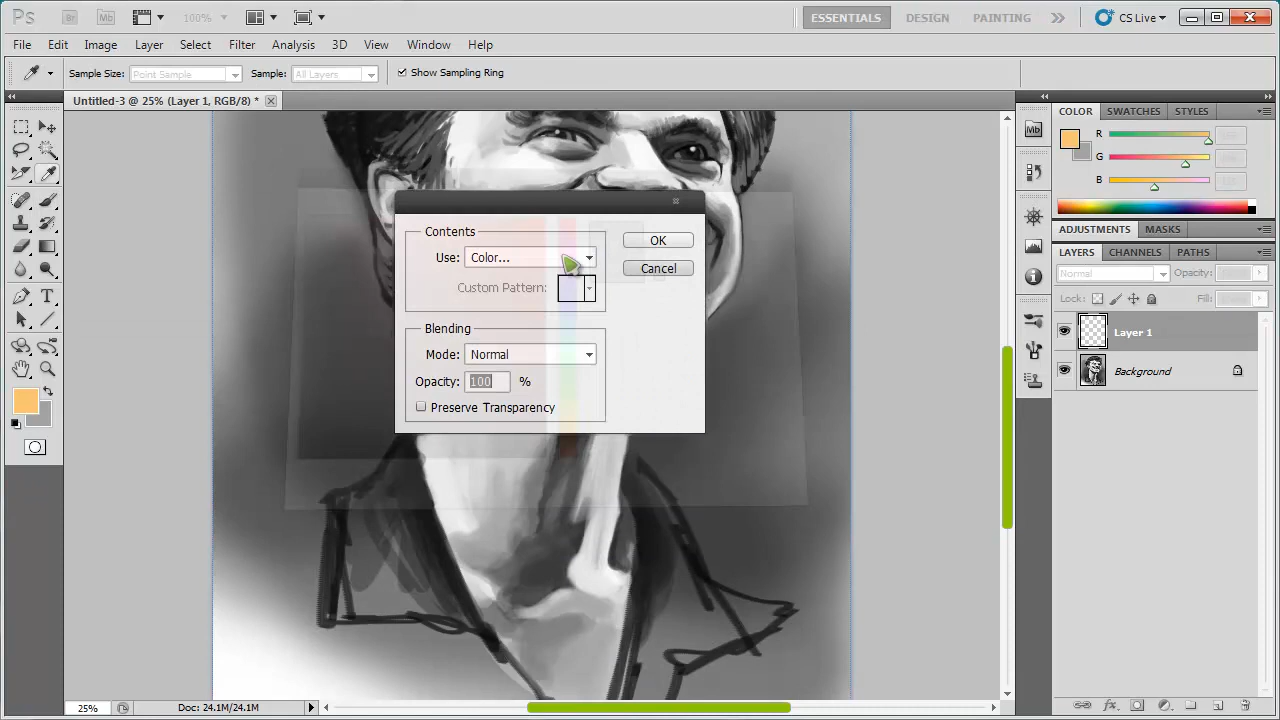 Ps Br Mb 100% ESSENTIALS DESIGN PAINTING CS Live
File Edit Image Layer Select Filter Analysis 3D View Window Help
Sample Size: Point Sample Sample: All Layers Show Sampling Ring
Untitled-3 @ 25% (Layer 1, RGB/8) *
COLOR SWATCHES STYLES
Mb
R
G
B
ADJUSTMENTS MASKS
LAYERS CHANNELS PATHS
Normal Opacity:
Lock: Fill:
Layer 1
Background
Contents
Use: Color...
Custom Pattern:
OK
Cancel
Blending
Mode: Normal
Opacity: 100 %
Preserve Transparency
25% Doc: 24.1M/24.1M